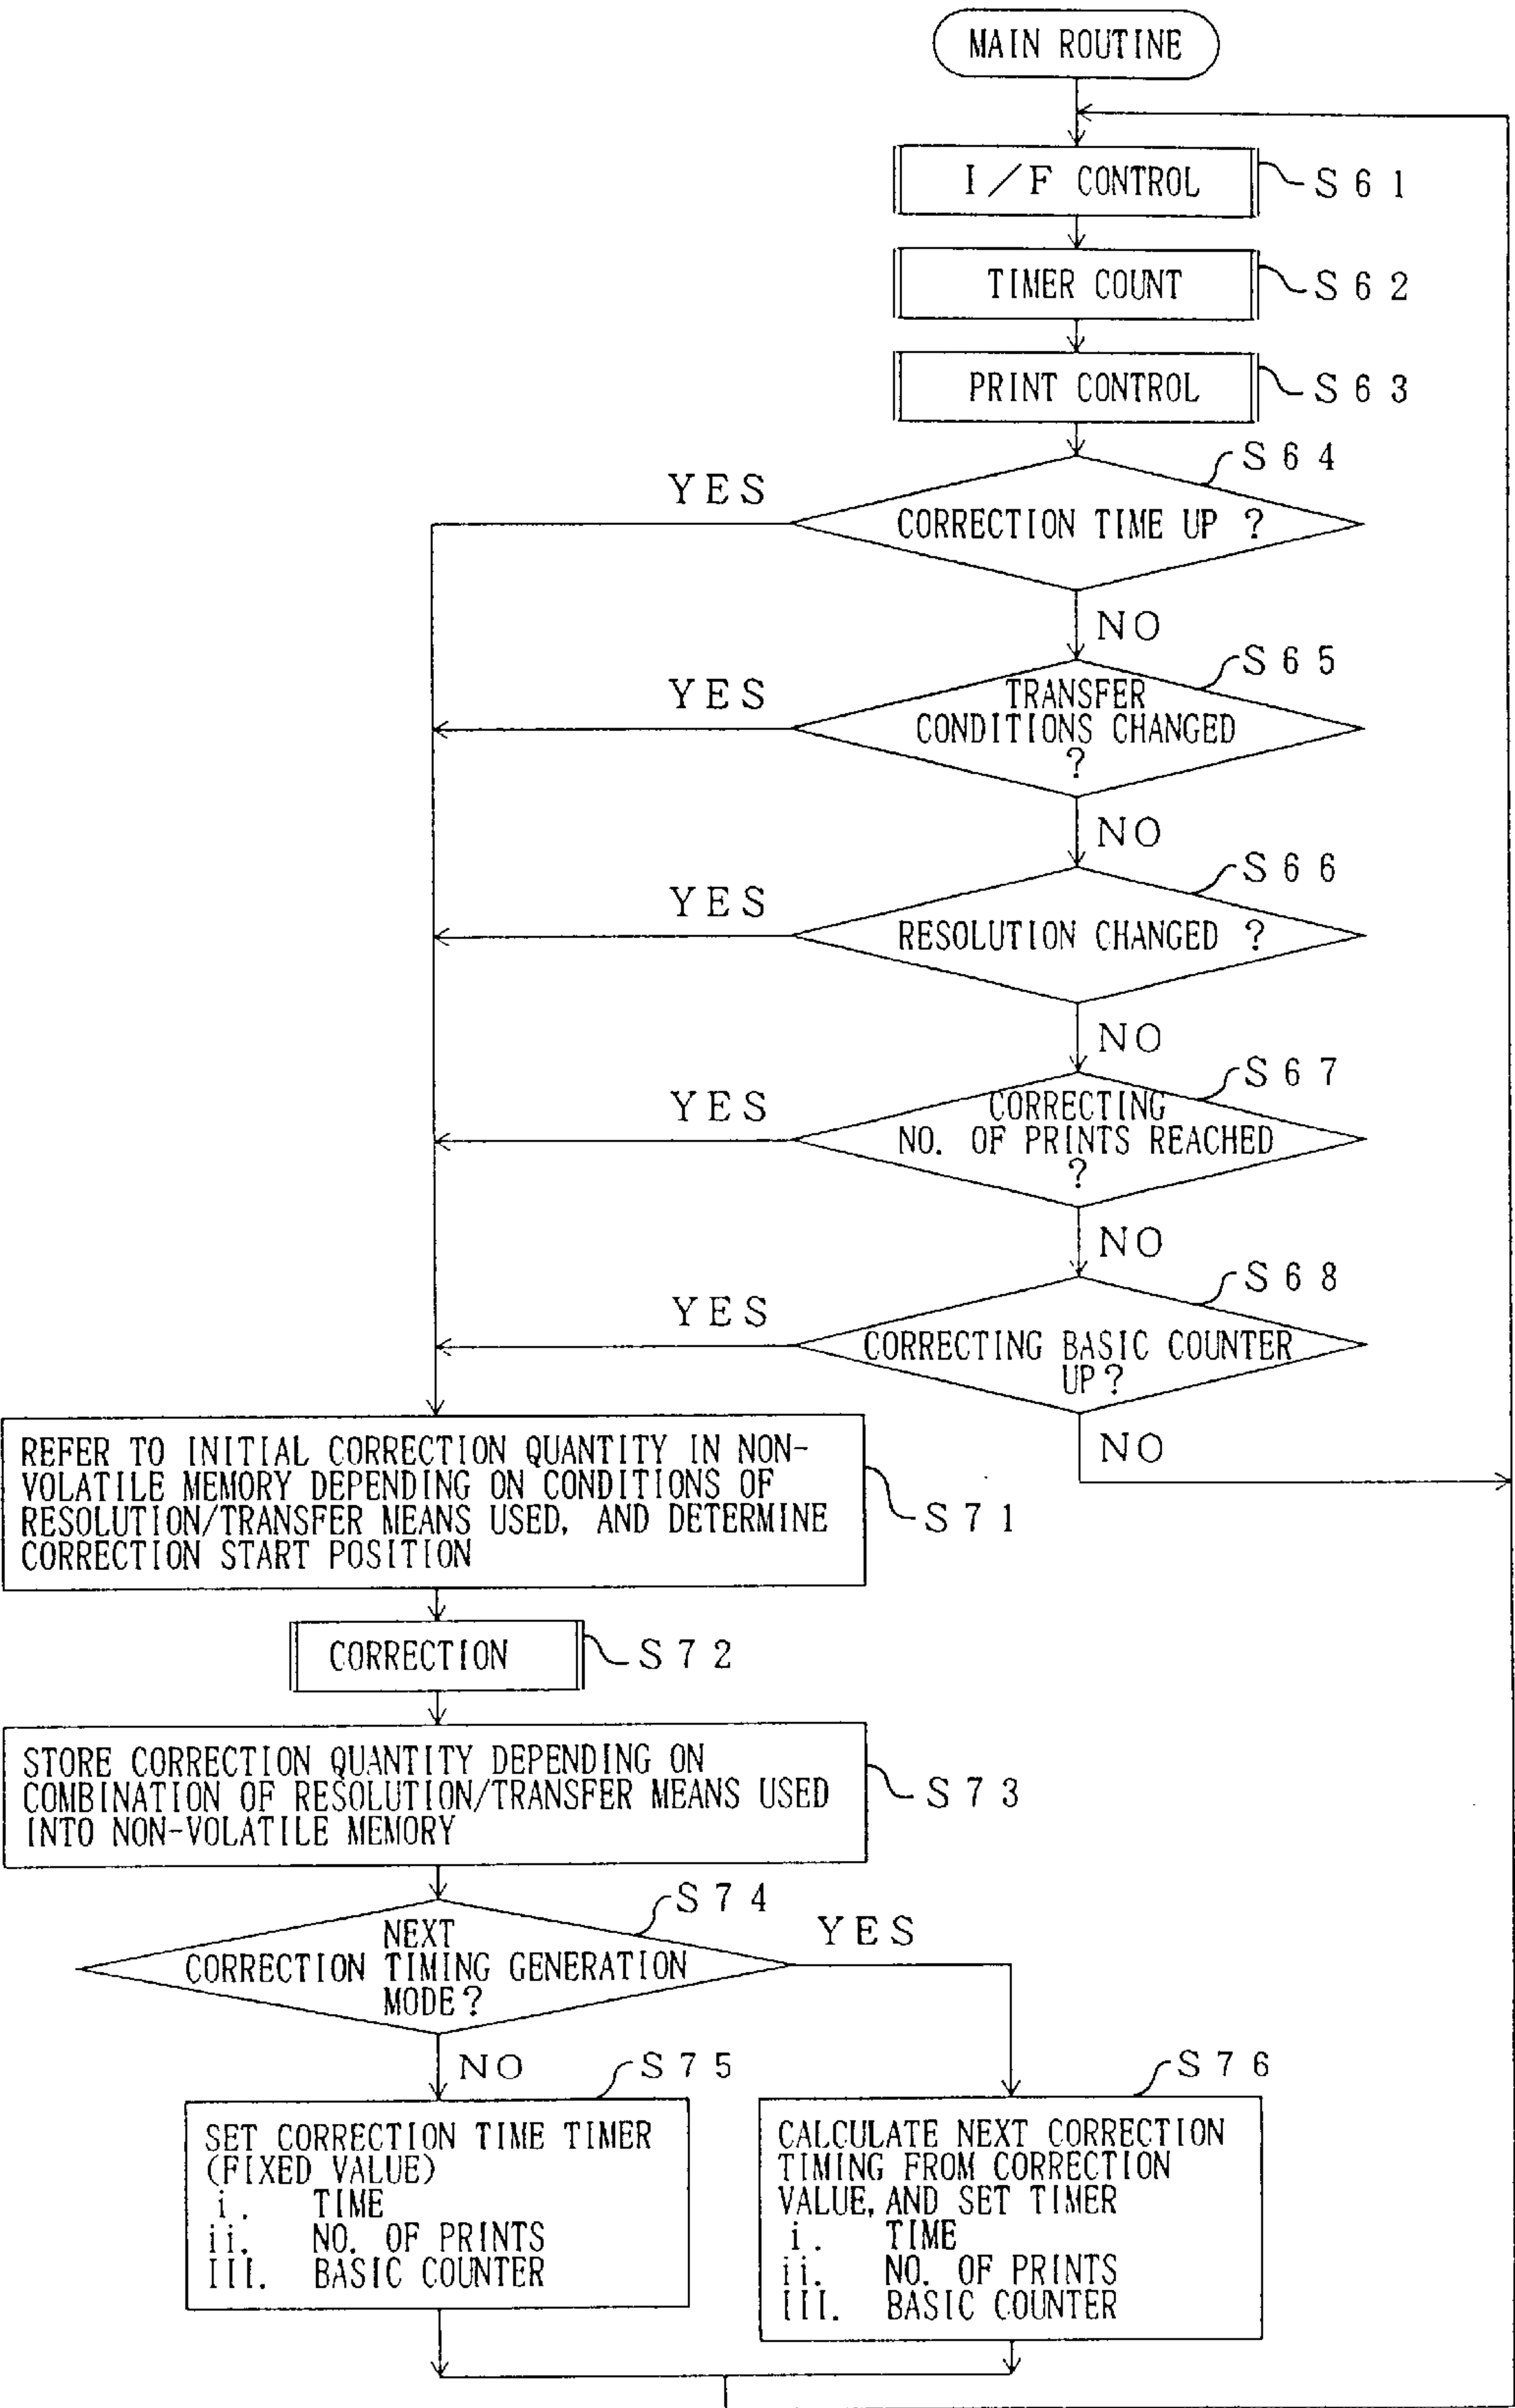 MAIN ROUTINE
I/F CONTROL
S61
TIMER COUNT
S62
PRINT CONTROL
S63
S64
YES
CORRECTION TIME UP ?
NO
S65
YES
TRANSFER
CONDITIONS CHANGED
?
NO
S66
YES
RESOLUTION CHANGED ?
NO
S67
YES
CORRECTING
NO. OF PRINTS REACHED
?
NO
S68
YES
CORRECTING BASIC COUNTER
UP?
NO
REFER TO INITIAL CORRECTION QUANTITY IN NON-
VOLATILE MEMORY DEPENDING ON CONDITIONS OF
RESOLUTION/TRANSFER MEANS USED, AND DETERMINE
CORRECTION START POSITION
S71
CORRECTION
S72
STORE CORRECTION QUANTITY DEPENDING ON
COMBINATION OF RESOLUTION/TRANSFER MEANS USED
INTO NON-VOLATILE MEMORY
S73
S74
NEXT
CORRECTION TIMING GENERATION
MODE?
YES
NO
S75
SET CORRECTION TIME TIMER
(FIXED VALUE)
i. TIME
ii. NO. OF PRINTS
III. BASIC COUNTER
S76
CALCULATE NEXT CORRECTION
TIMING FROM CORRECTION
VALUE, AND SET TIMER
i. TIME
ii. NO. OF PRINTS
III. BASIC COUNTER